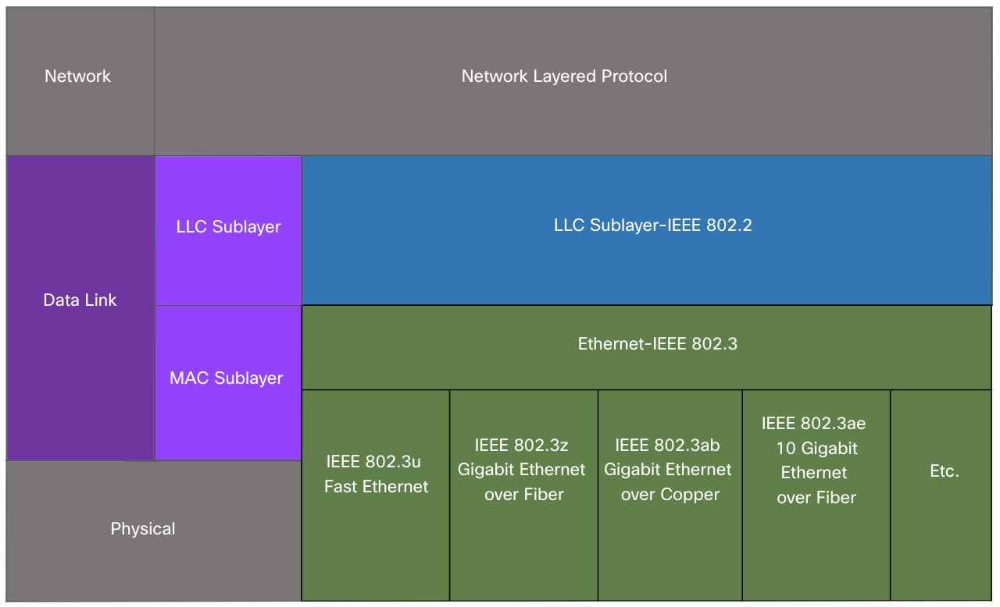 Network
Network Layered Protocol
Data Link
LLC Sublayer
LLC Sublayer-IEEE 802.2
MAC Sublayer
Ethernet-IEEE 802.3
IEEE 802.3u
Fast Ethernet
IEEE 802.3z
Gigabit Ethernet
over Fiber
IEEE 802.3ab
Gigabit Ethernet
over Copper
IEEE 802.3ae
10 Gigabit
Ethernet
over Fiber
Etc.
Physical